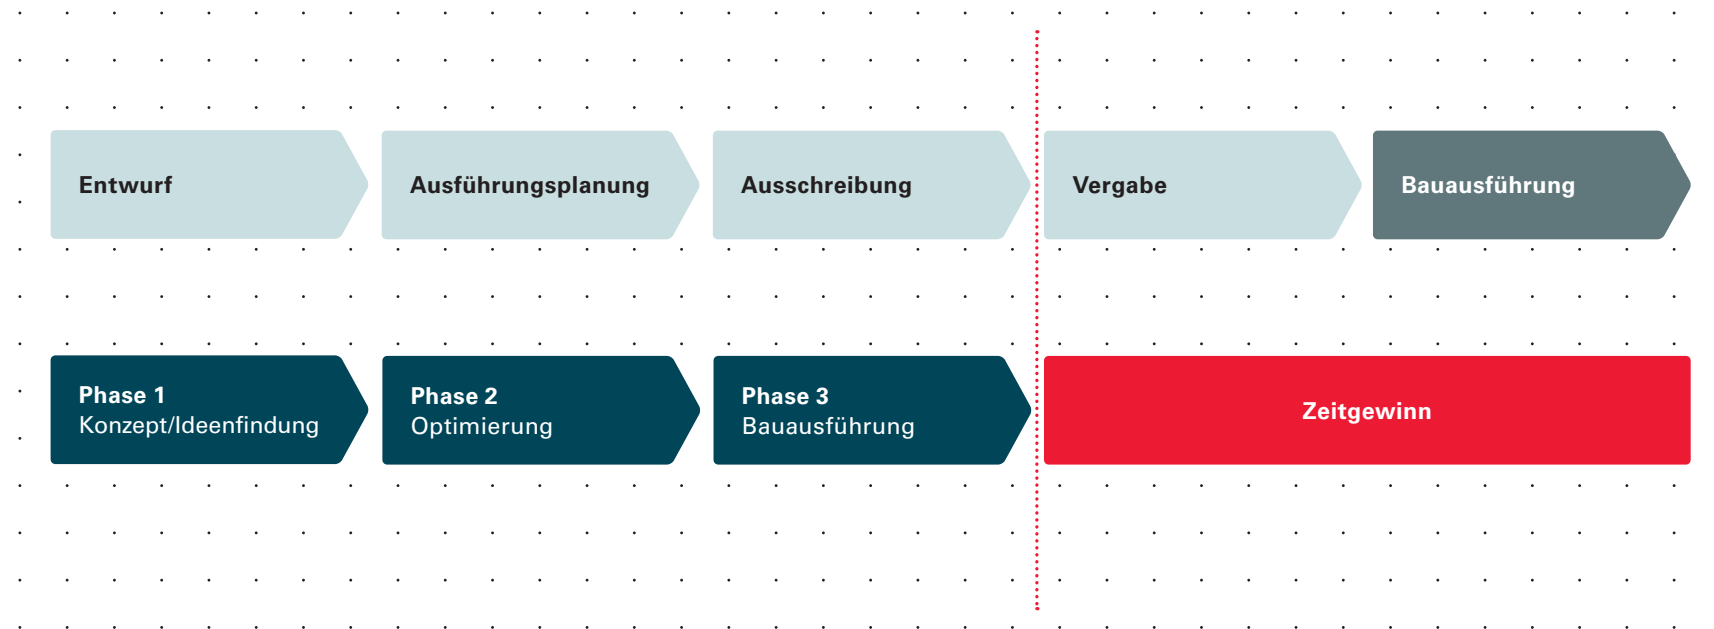 Entwurf
Ausführungsplanung
Ausschreibung
Vergabe
Bauausführung
Phase 1
Konzept/Ideenfindung
Phase 2
Optimierung
Phase 3
Bauausführung
Zeitgewinn